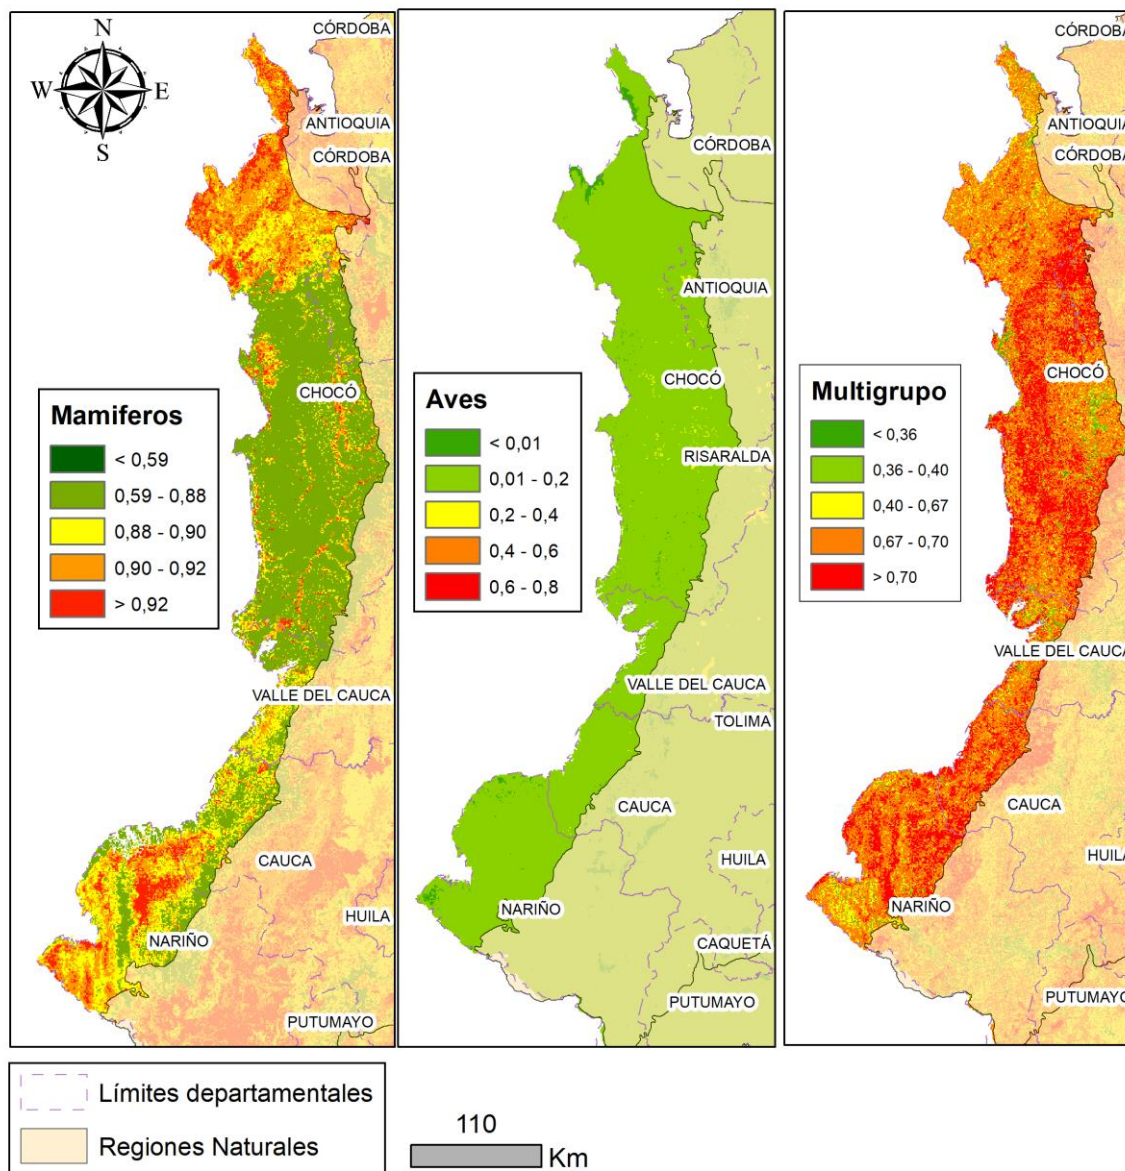 N
W
E
S
CÓRDOBA
ANTIOQUIA
CÓRDOBA
CHOCÓ
Mamiferos
< 0,59
0,59 - 0,88
0,88 - 0,90
0,90 - 0,92
> 0,92
VALLE DEL CAUCA
CAUCA
HUILA
NARIÑO
PUTUMAYO
CÓRDOBA
ANTIOQUIA
CHOCÓ
Aves
< 0,01
0,01 - 0,2
0,2 - 0,4
0,4 - 0,6
0,6 - 0,8
RISARALDA
VALLE DEL CAUCA
TOLIMA
CAUCA
HUILA
NARIÑO
CAQUETÁ
PUTUMAYO
CÓRDOBA
ANTIOQUIA
CÓRDOBA
CHOCÓ
Multigrupo
< 0,36
0,36 - 0,40
0,40 - 0,67
0,67 - 0,70
> 0,70
VALLE DEL CAUCA
CAUCA
HUILA
NARIÑO
PUTUMAYO
Límites departamentales
Regiones Naturales
110
Km